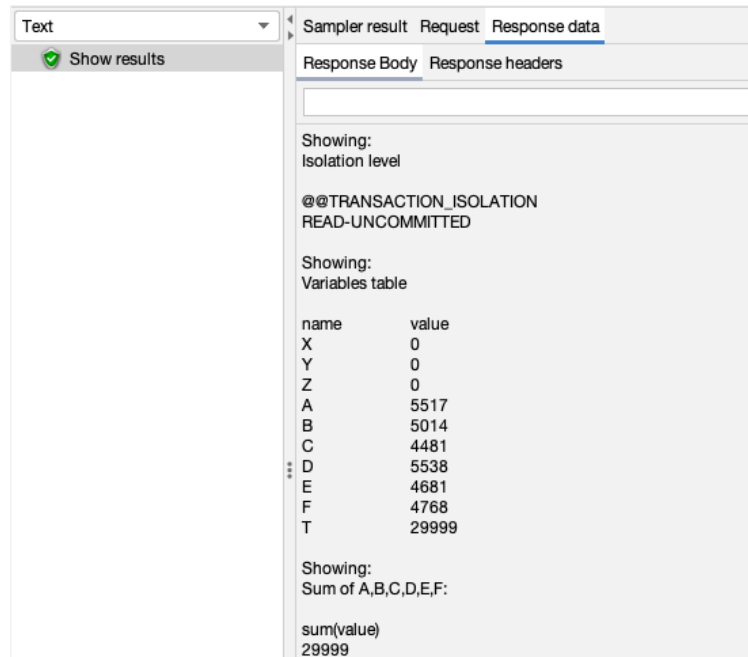 Text
Show results
Sampler result Request Response data
Response Body Response headers
Showing:
Isolation level
@@TRANSACTION_ISOLATION
READ-UNCOMMITTED
Showing:
Variables table
name value
X 0
Y 0
Z 0
A 5517
B 5014
C 4481
D 5538
E 4681
F 4768
T 29999
Showing:
Sum of A,B,C,D,E,F:
sum(value)
29999